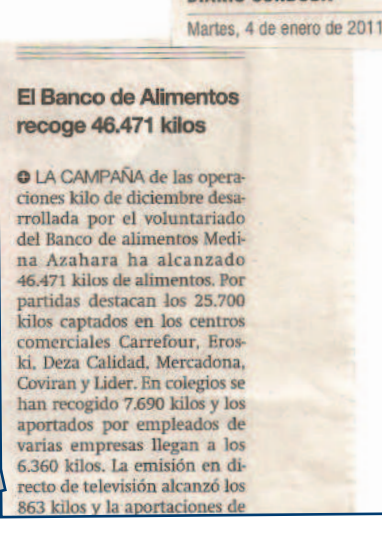 Martes, 4 de enero de 2011
El Banco de Alimentos
recoge 46.471 kilos
LA CAMPAÑA de las opera-
ciones kilo de diciembre desa-
rrollada por el voluntariado
del Banco de alimentos Medi-
na Azahara ha alcanzado
46.471 kilos de alimentos. Por
partidas destacan los 25.700
kilos captados en los centros
comerciales Carrefour, Eros-
ki, Deza Calidad, Mercadona,
Coviran y Lider. En colegios se
han recogido 7.690 kilos y los
aportados por empleados de
varias empresas llegan a los
6.360 kilos. La emisión en di-
recto de televisión alcanzó los
863 kilos y la aportaciones de